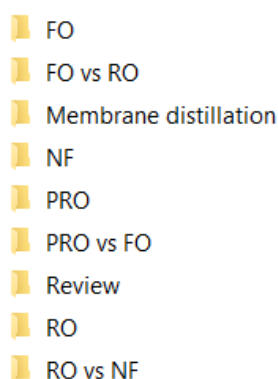 FO
FO vs RO
Membrane distillation
NF
PRO
PRO vs FO
Review
RO
RO vs NF